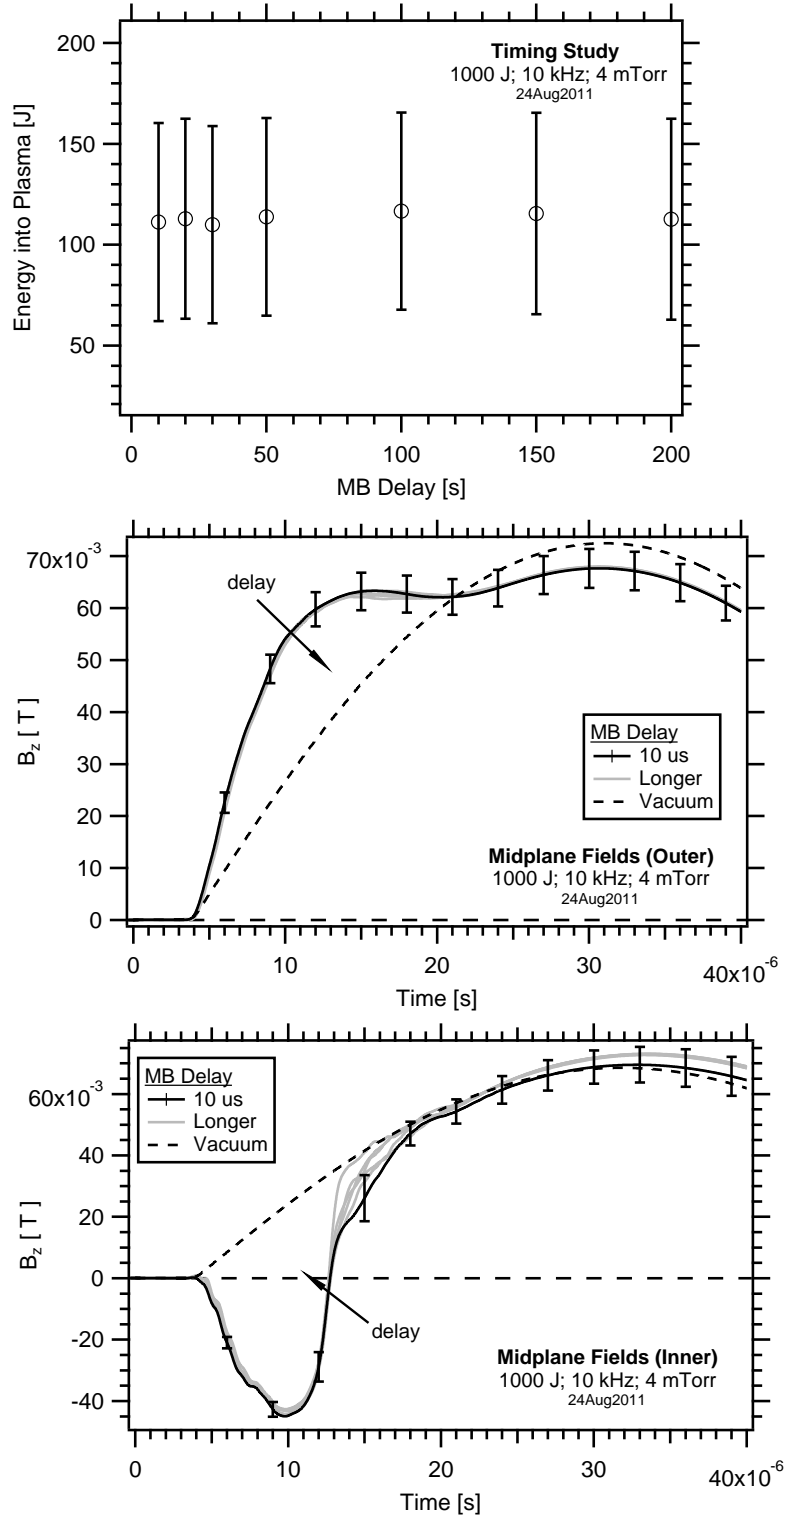 Timing Study
1000 J; 10 kHz; 4 mTorr
24Aug2011
200
150
100
50
Energy into Plasma [J]
0 50 100 150 200
MB Delay [s]
70x10-3
60
50
40
30
20
10
0
Bz [ T ]
delay
MB Delay
10 us
Longer
Vacuum
Midplane Fields (Outer)
1000 J; 10 kHz; 4 mTorr
24Aug2011
0 10 20 30 40x10-6
Time [s]
MB Delay
10 us
Longer
Vacuum
60x10-3
40
20
0
-20
-40
Bz [ T ]
delay
Midplane Fields (Inner)
1000 J; 10 kHz; 4 mTorr
24Aug2011
0 10 20 30 40x10-6
Time [s]